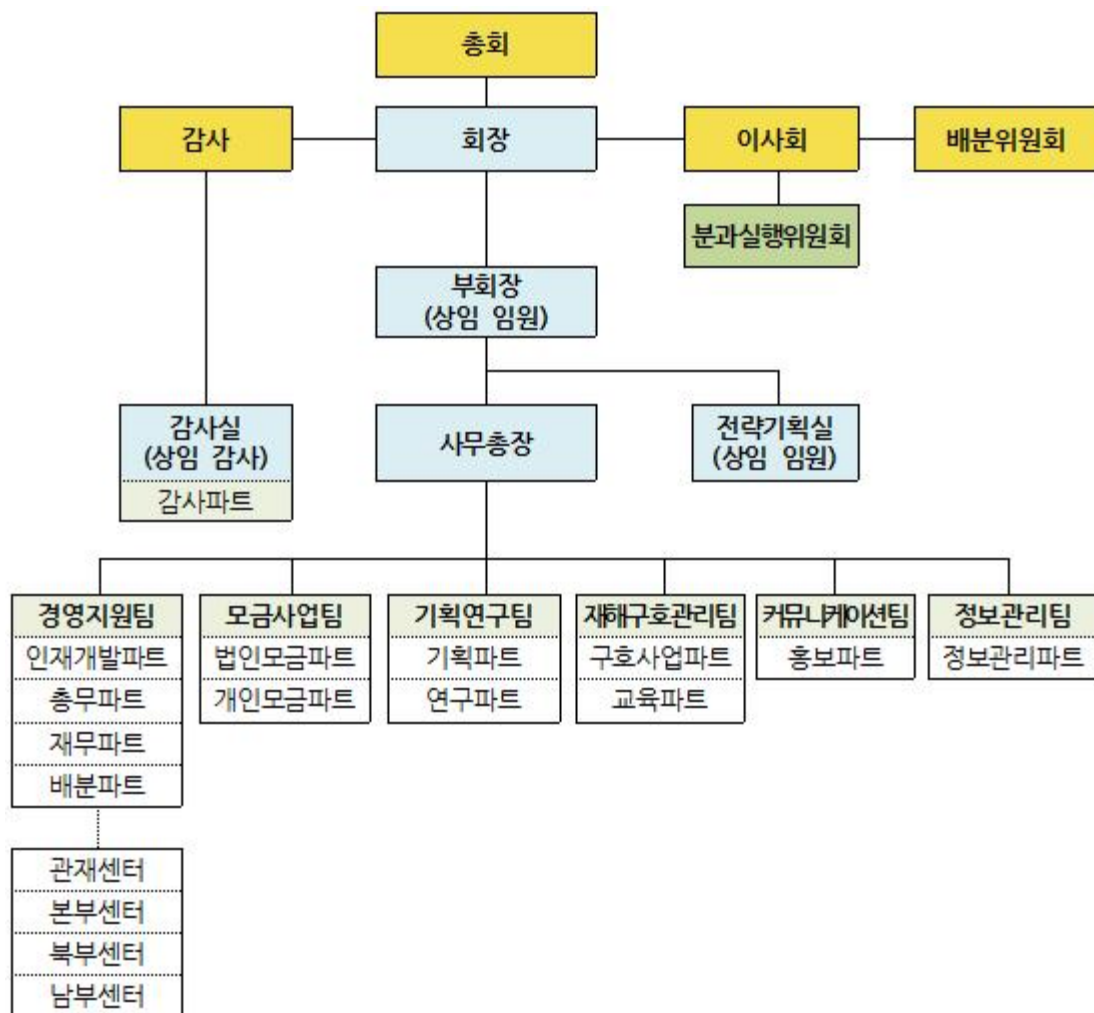 총회
감사
회장
이사회
배분위원회
분과실행위원회
부회장
(상임 임원)
감사실
(상임 감사)
감사파트
사무총장
전략기획실
(상임 임원)
경영지원팀
인재개발파트
총무파트
재무파트
배분파트
관재센터
본부센터
북부센터
남부센터
모금사업팀
법인모금파트
개인모금파트
기획연구팀
기획파트
연구파트
재해구호관리팀
구호사업파트
교육파트
커뮤니케이션팀
홍보파트
정보관리팀
정보관리파트